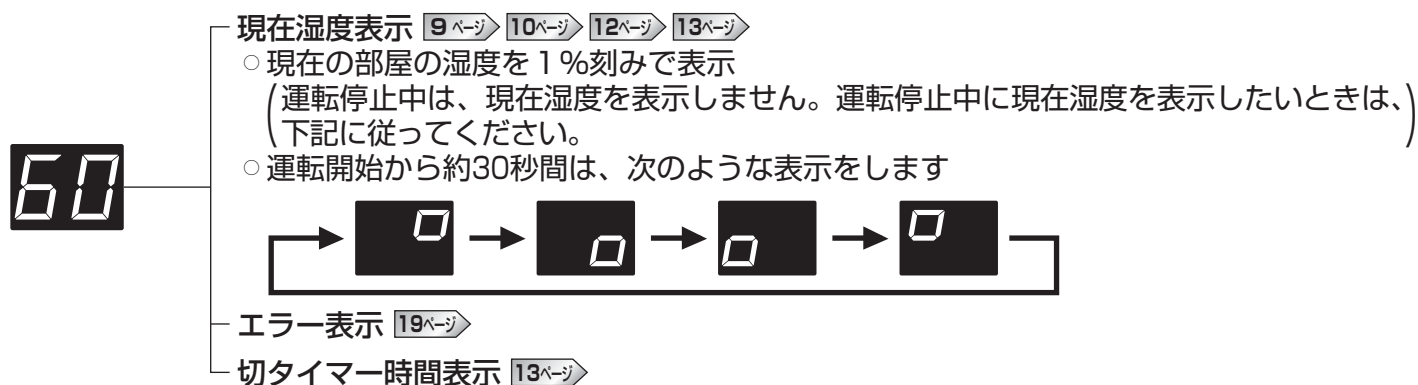 現在湿度表示 9ページ 10ページ 12ページ 13ページ
○現在の部屋の湿度を1%刻みで表示
(運転停止中は、現在湿度を表示しません。運転停止中に現在湿度を表示したいときは、
下記に従ってください。)
60
○運転開始から約30秒間は、次のような表示をします
エラー表示 19ページ
切タイマー時間表示 13ページ